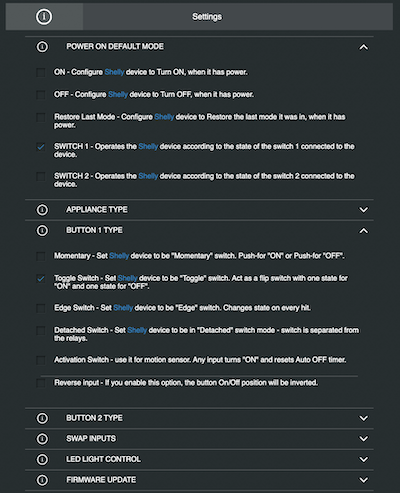 Settings
POWER ON DEFAULT MODE
ON - Configure Shelly device to Turn ON, when it has power.
OFF - Configure Shelly device to Turn OFF, when it has power.
Restore Last Mode - Configure Shelly device to Restore the last mode it was in, when it has
power.
SWITCH 1 - Operates the Shelly device according to the state of the switch 1 connected to the
device.
SWITCH 2 - Operates the Shelly device according to the state of the switch 2 connected to the
device.
APPLIANCE TYPE
BUTTON 1 TYPE
Momentary - Set Shelly device to be "Momentary" switch. Push-for "ON" or Push-for "OFF".
Toggle Switch - Set Shelly device to be "Toggle" switch. Act as a flip switch with one state for
"ON" and one state for "OFF".
Edge Switch - Set Shelly device to be "Edge" switch. Changes state on every hit.
Detached Switch - Set Shelly device to be in "Detached" switch mode - switch is separated from
the relays.
Activation Switch - use it for motion sensor. Any input turns "ON" and resets Auto OFF timer.
Reverse input - If you enable this option, the button On/Off position will be inverted.
BUTTON 2 TYPE
SWAP INPUTS
LED LIGHT CONTROL
FIRMWARE UPDATE